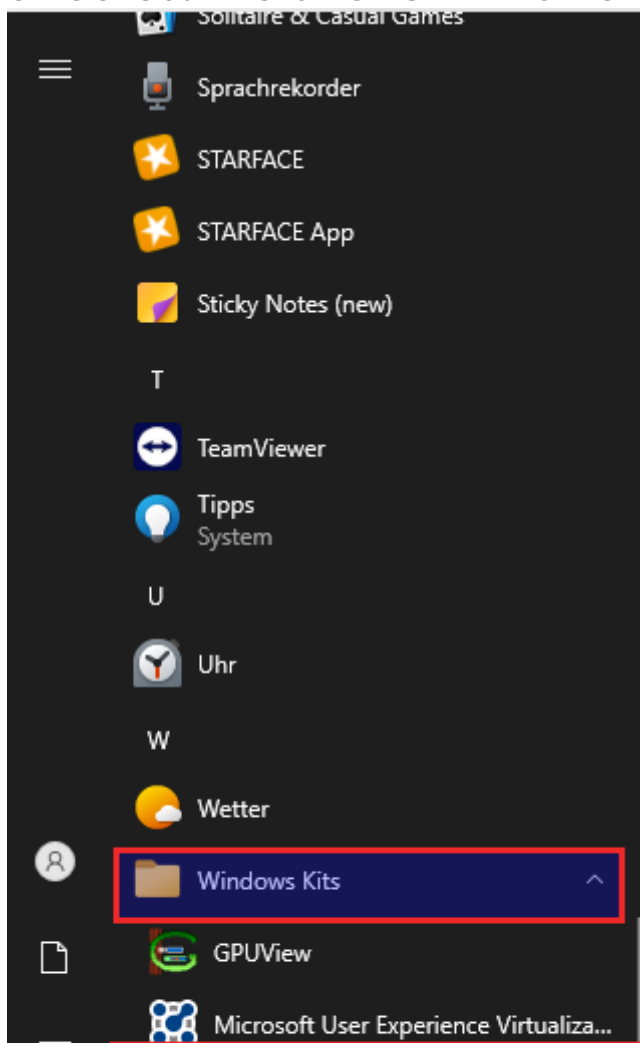 Solitaire & Casual Games
Sprachrekorder
STARFACE
STARFACE App
Sticky Notes (new)
T
TeamViewer
Tipps
System
U
Uhr
W
Wetter
Windows Kits
GPUView
Microsoft User Experience Virtualiza...